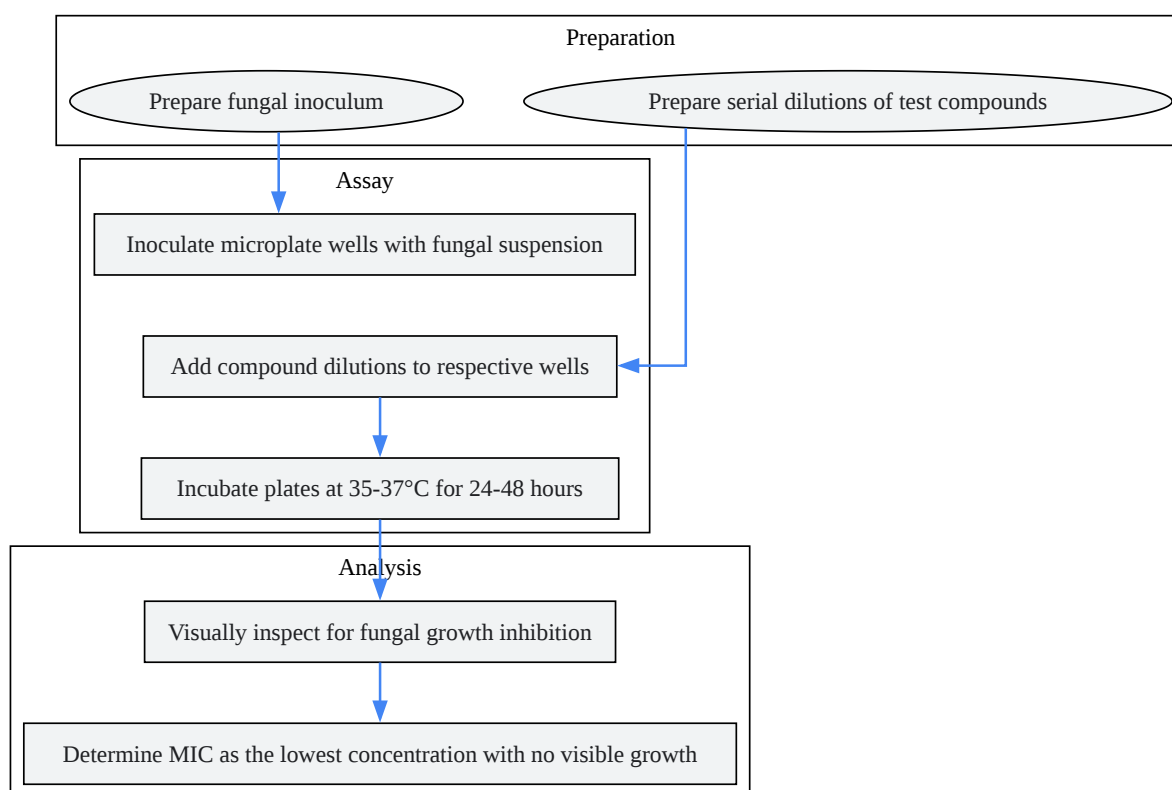 Preparation
Prepare fungal inoculum
Prepare serial dilutions of test compounds
Assay
Inoculate microplate wells with fungal suspension
Add compound dilutions to respective wells
Incubate plates at 35-37°C for 24-48 hours
Analysis
Visually inspect for fungal growth inhibition
Determine MIC as the lowest concentration with no visible growth